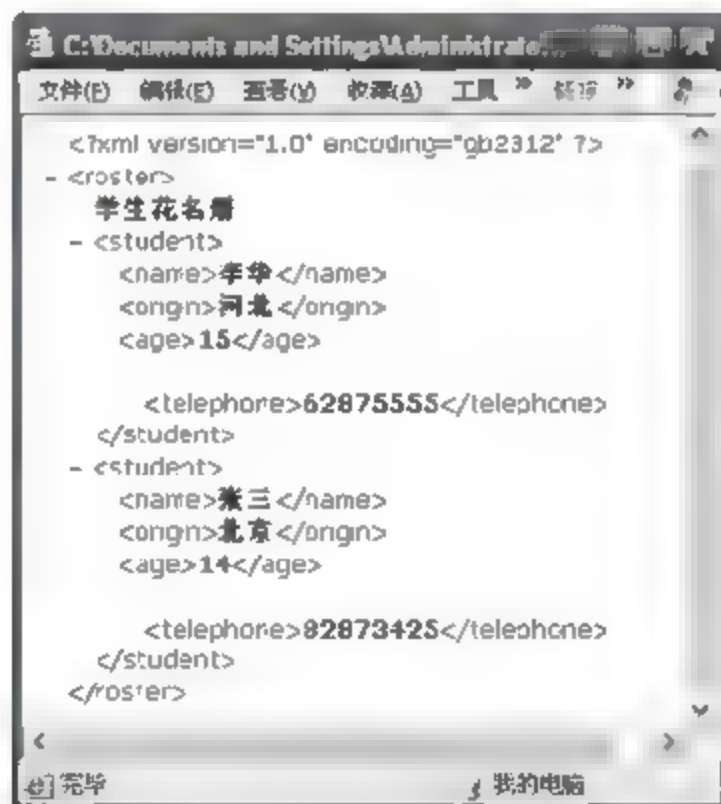 C:\Documents and Settings\Administrato
文件(F) 编辑(E) 查看(V) 收藏(A) 工具 » »
<?xml version="1.0" encoding="gb2312" ?>
- <roster>
学生花名册
- <student>
<name>李华</name>
<origin>河北</origin>
<age>15</age>
<telephone>62875555</telephone>
</student>
- <student>
<name>张三</name>
<origin>北京</origin>
<age>14</age>
<telephone>82873425</telephone>
</student>
</roster>
完毕 我的电脑